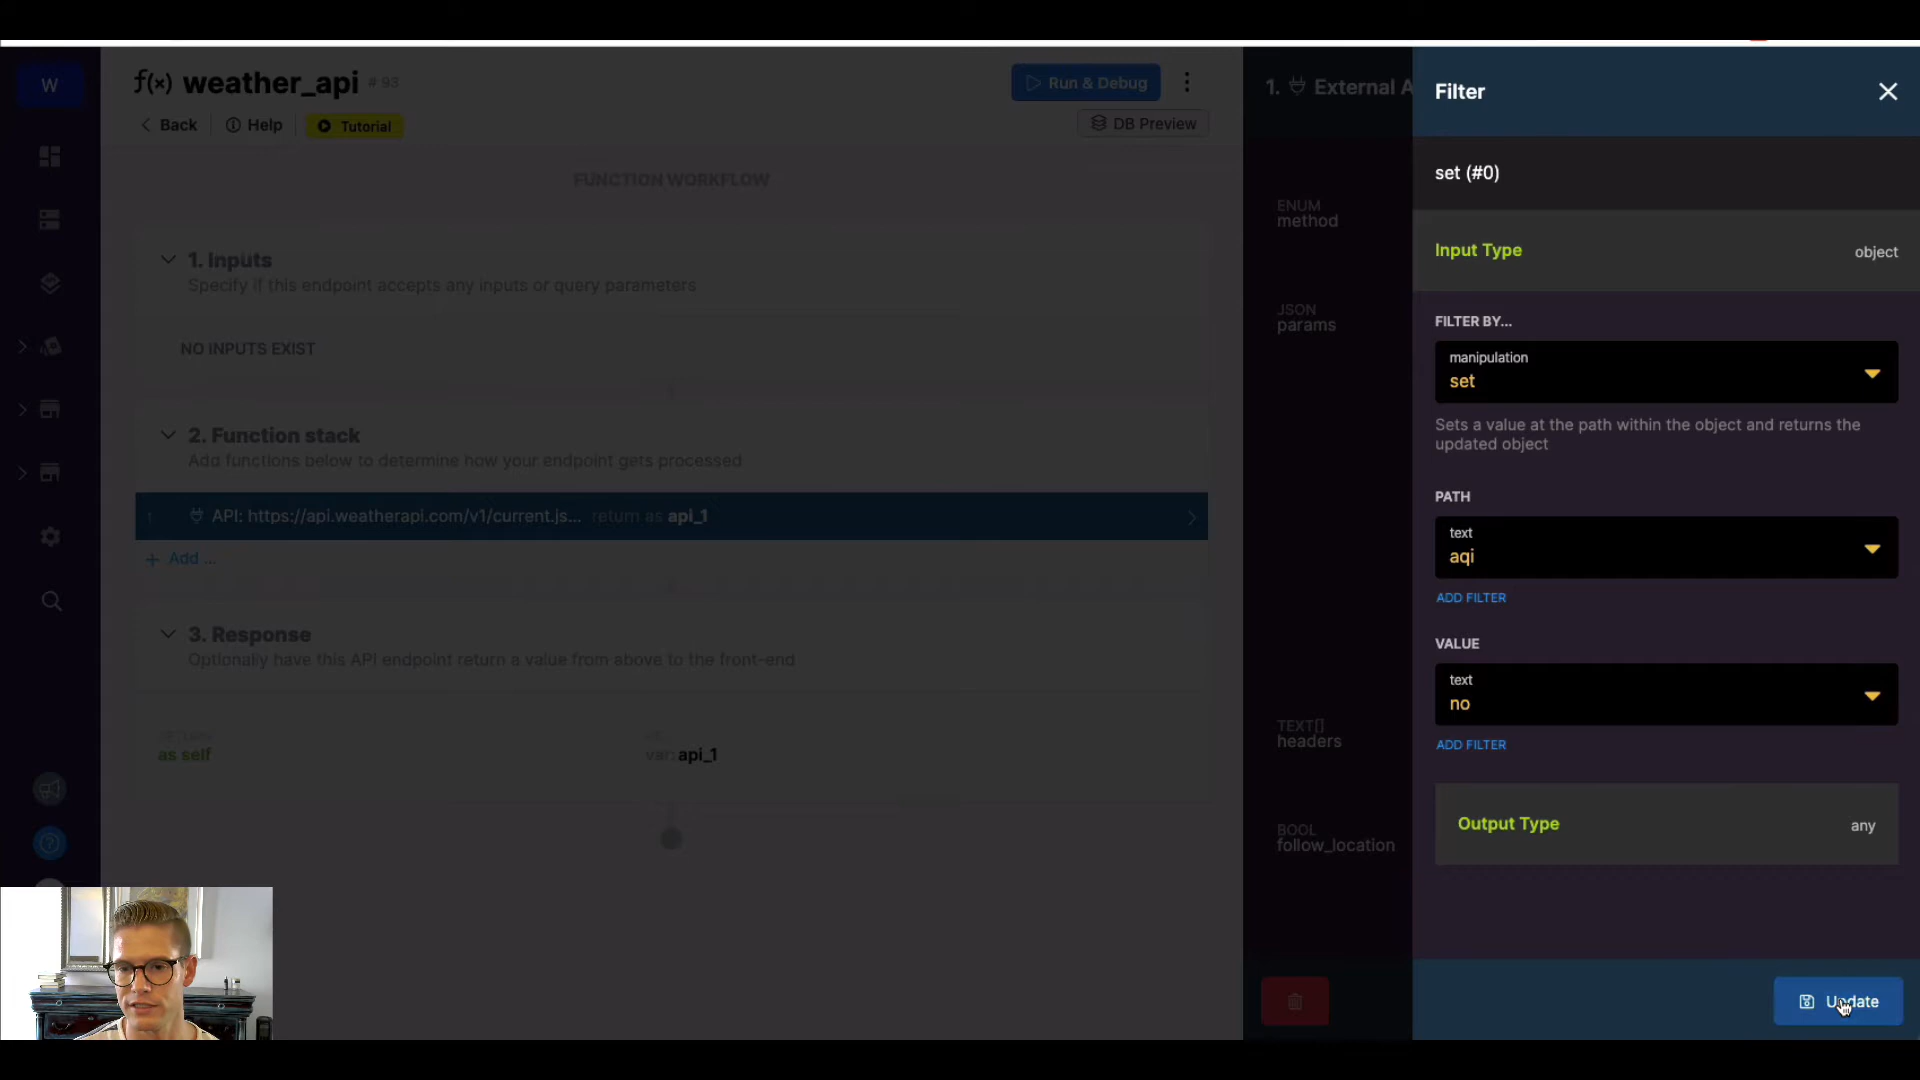 W
f(x) weather_api # 93
Run & Debug
Back
Help
Tutorial
DB Preview
FUNCTION WORKFLOW
1. Inputs
Specify if this endpoint accepts any inputs or query parameters
NO INPUTS EXIST
2. Function stack
Add functions below to determine how your endpoint gets processed
1 API: https://api.weatherapi.com/v1/current.js... return as api_1
+ Add ...
3. Response
Optionally have this API endpoint return a value from above to the front-end
RETURN
as self
var: api_1
1. External A
ENUM
method
JSON
params
TEXT[]
headers
BOOL
follow_location
Filter
set (#0)
Input Type
object
FILTER BY...
manipulation
set
Sets a value at the path within the object and returns the
updated object
PATH
text
aqi
ADD FILTER
VALUE
text
no
ADD FILTER
Output Type
any
Update